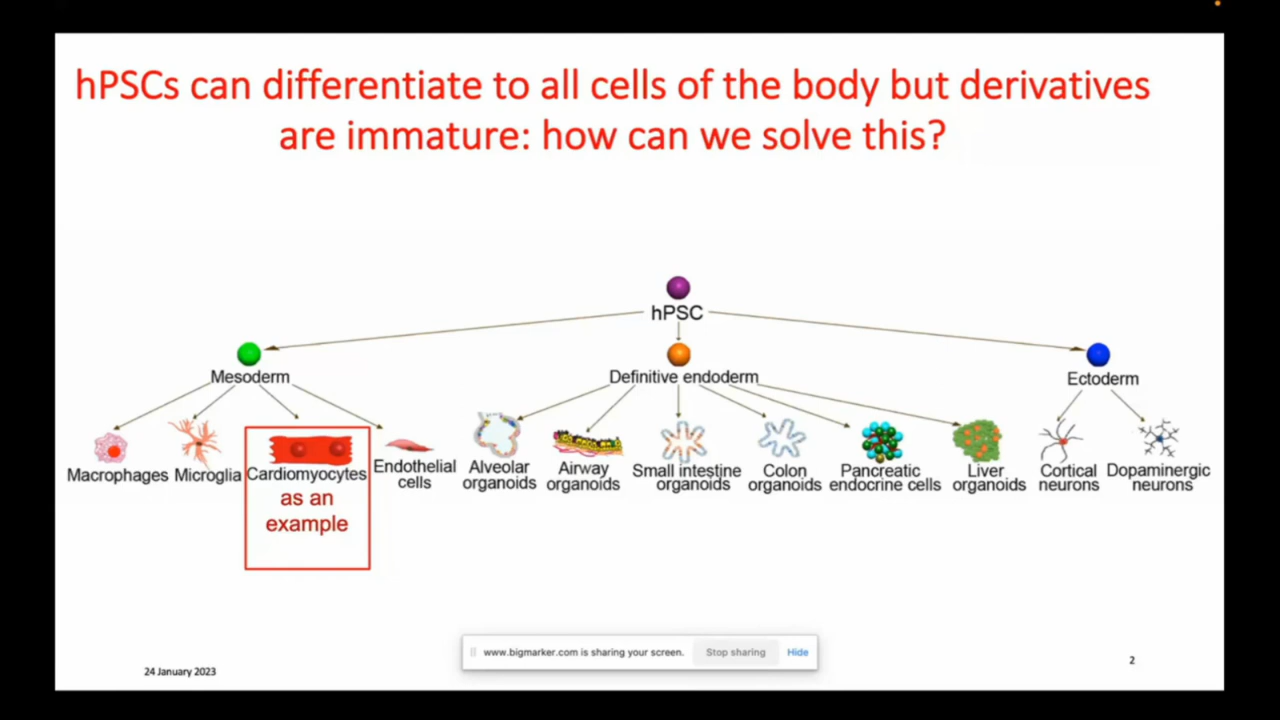 hPSCs can differentiate to all cells of the body but derivatives
are immature: how can we solve this?
hPSC
Mesoderm
Definitive endoderm
Ectoderm
Macrophages
Microglia
Cardiomyocytes
as an
example
Endothelial
cells
Alveolar
organoids
Airway
organoids
Small intestine
organoids
Colon
organoids
Pancreatic
endocrine cells
Liver
organoids
Cortical
neurons
Dopaminergic
neurons
www.bigmarker.com is sharing your screen.
Stop sharing
Hide
24 January 2023
2